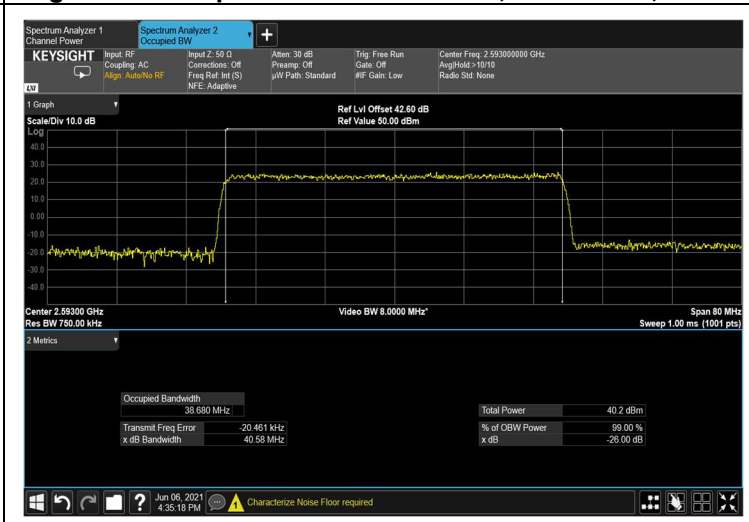 Spectrum Analyzer 1
Channel Power
Spectrum Analyzer 2
Occupied BW
KEYSIGHT
LXI
Input: RF
Coupling: AC
Align: Auto/No RF
Input Z: 50 Ω
Corrections: Off
Freq Ref: Int (S)
NFE: Adaptive
Atten: 30 dB
Preamp: Off
µW Path: Standard
Trig: Free Run
Gate: Off
#IF Gain: Low
Center Freq: 2.593000000 GHz
Avg|Hold:>10/10
Radio Std: None
1 Graph
Scale/Div 10.0 dB
Ref Lvl Offset 42.60 dB
Ref Value 50.00 dBm
Log
40.0
30.0
20.0
10.0
0.00
-10.0
-20.0
-30.0
-40.0
Center 2.59300 GHz
Res BW 750.00 kHz
Video BW 8.0000 MHz*
Span 80 MHz
Sweep 1.00 ms (1001 pts)
2 Metrics
Occupied Bandwidth
38.680 MHz
Transmit Freq Error -20.461 kHz
x dB Bandwidth 40.58 MHz
Total Power 40.2 dBm
% of OBW Power 99.00 %
x dB -26.00 dB
Jun 06, 2021
4:35:18 PM
Characterize Noise Floor required